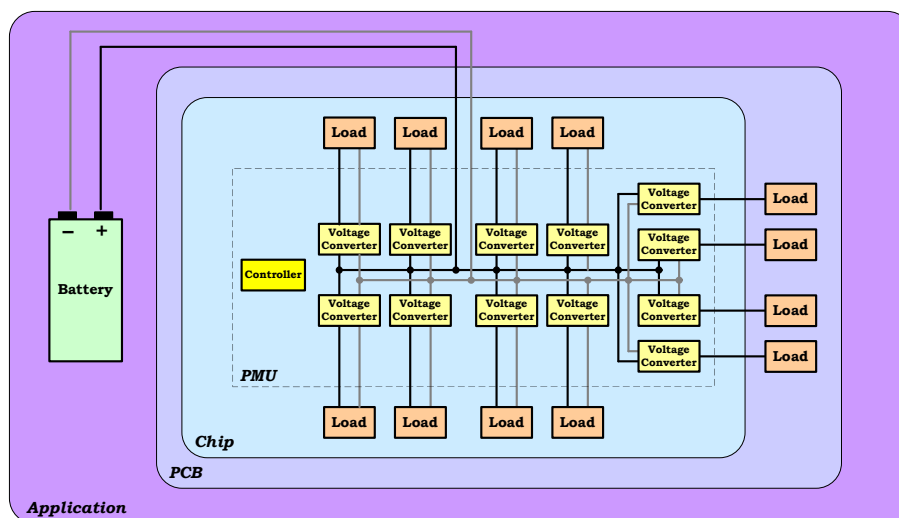 Load Load Load Load
Voltage
Converter
Load
Voltage Voltage Voltage Voltage
Converter Converter Converter Converter
Voltage
Converter
Load
− +
Controller
Battery
Voltage Voltage Voltage Voltage Voltage
Converter Converter Converter Converter Converter
Load
Voltage
Converter
Load
PMU
Load Load Load Load
Chip
PCB
Application